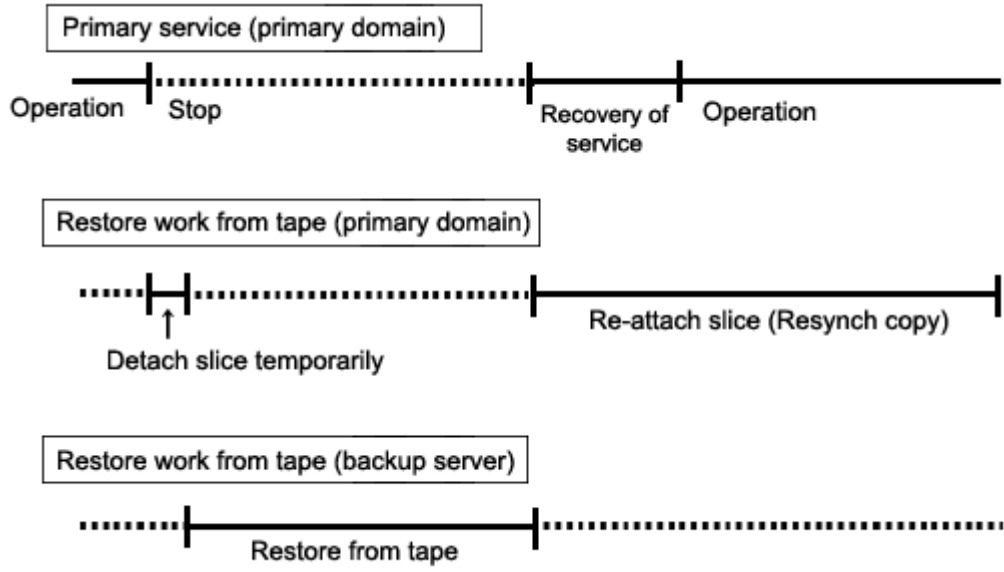 Primary service (primary domain)
Operation
Stop
Recovery of
service
Operation
Restore work from tape (primary domain)
Re-attach slice (Resynch copy)
Detach slice temporarily
Restore work from tape (backup server)
Restore from tape